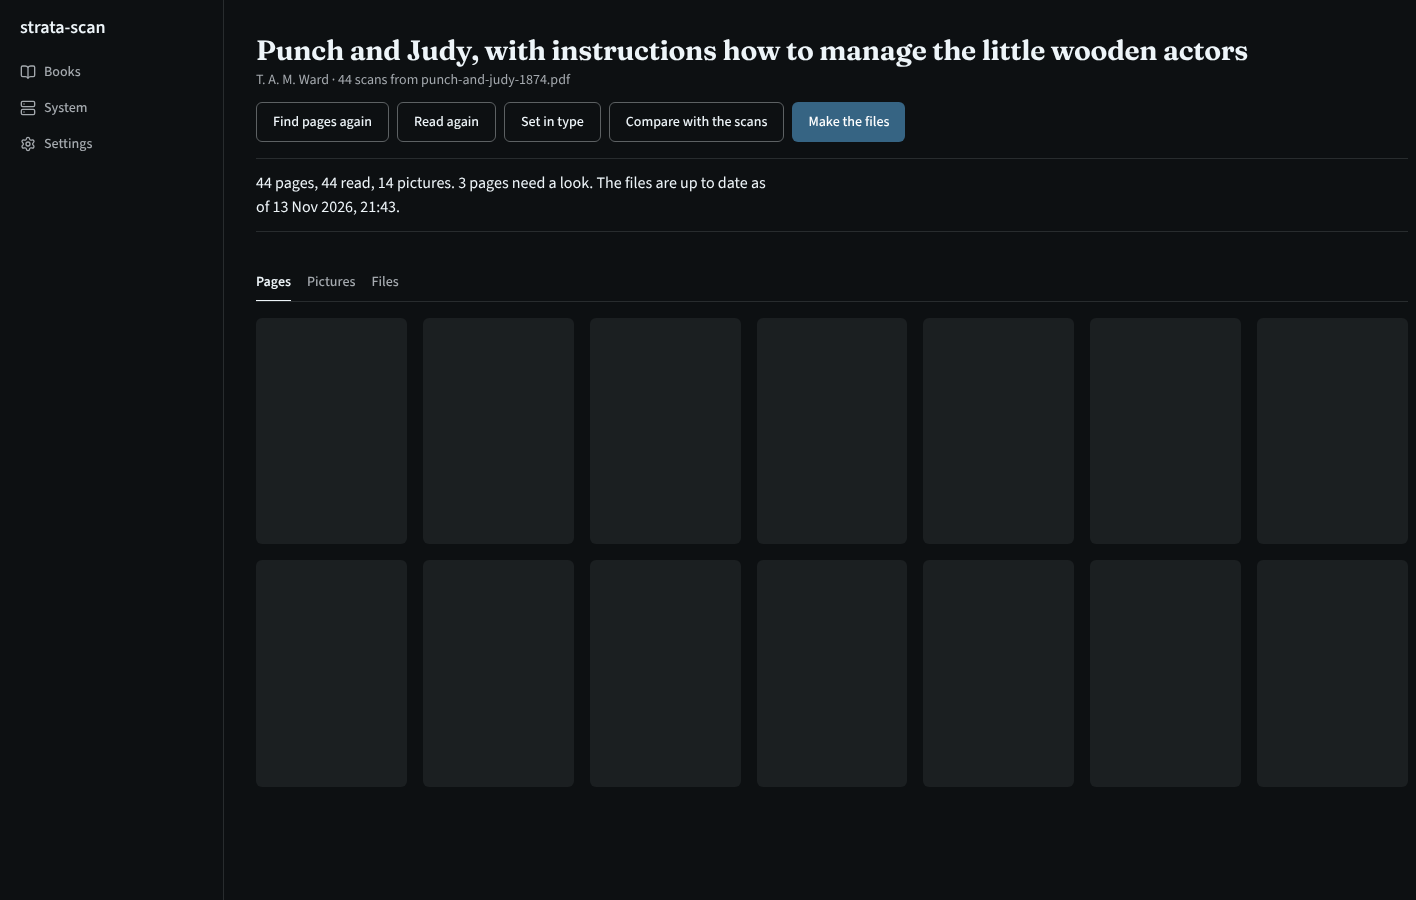 strata-scan
Books
System
Settings
Punch and Judy, with instructions how to manage the little wooden actors
T. A. M. Ward · 44 scans from punch-and-judy-1874.pdf
Find pages again
Read again
Set in type
Compare with the scans
Make the files
44 pages, 44 read, 14 pictures. 3 pages need a look. The files are up to date as
of 13 Nov 2026, 21:43.
Pages
Pictures
Files